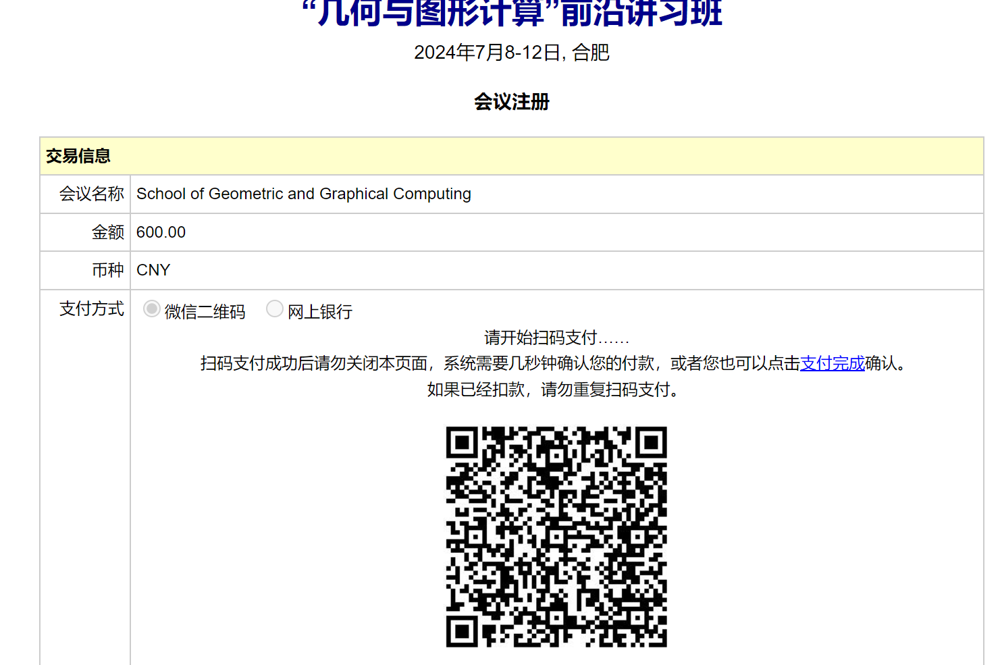 “几何与图形计算”前沿讲习班
2024年7月8-12日, 合肥
会议注册
交易信息
会议名称 School of Geometric and Graphical Computing
金额 600.00
币种 CNY
支付方式 微信二维码 网上银行
请开始扫码支付……
扫码支付成功后请勿关闭本页面，系统需要几秒钟确认您的付款，或者您也可以点击支付完成确认。
如果已经扣款，请勿重复扫码支付。